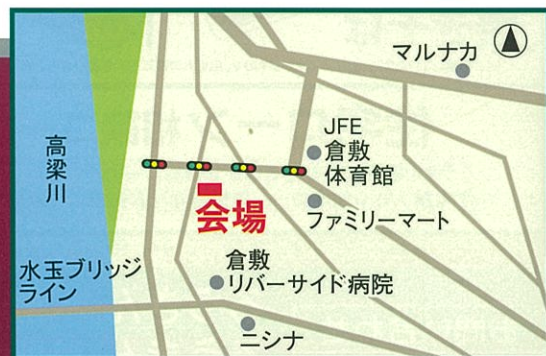 マルナカ
JFE
倉敷
体育館
高梁川
会場
ファミリーマート
水玉ブリッジ
ライン
倉敷
リバーサイド病院
ニシナ